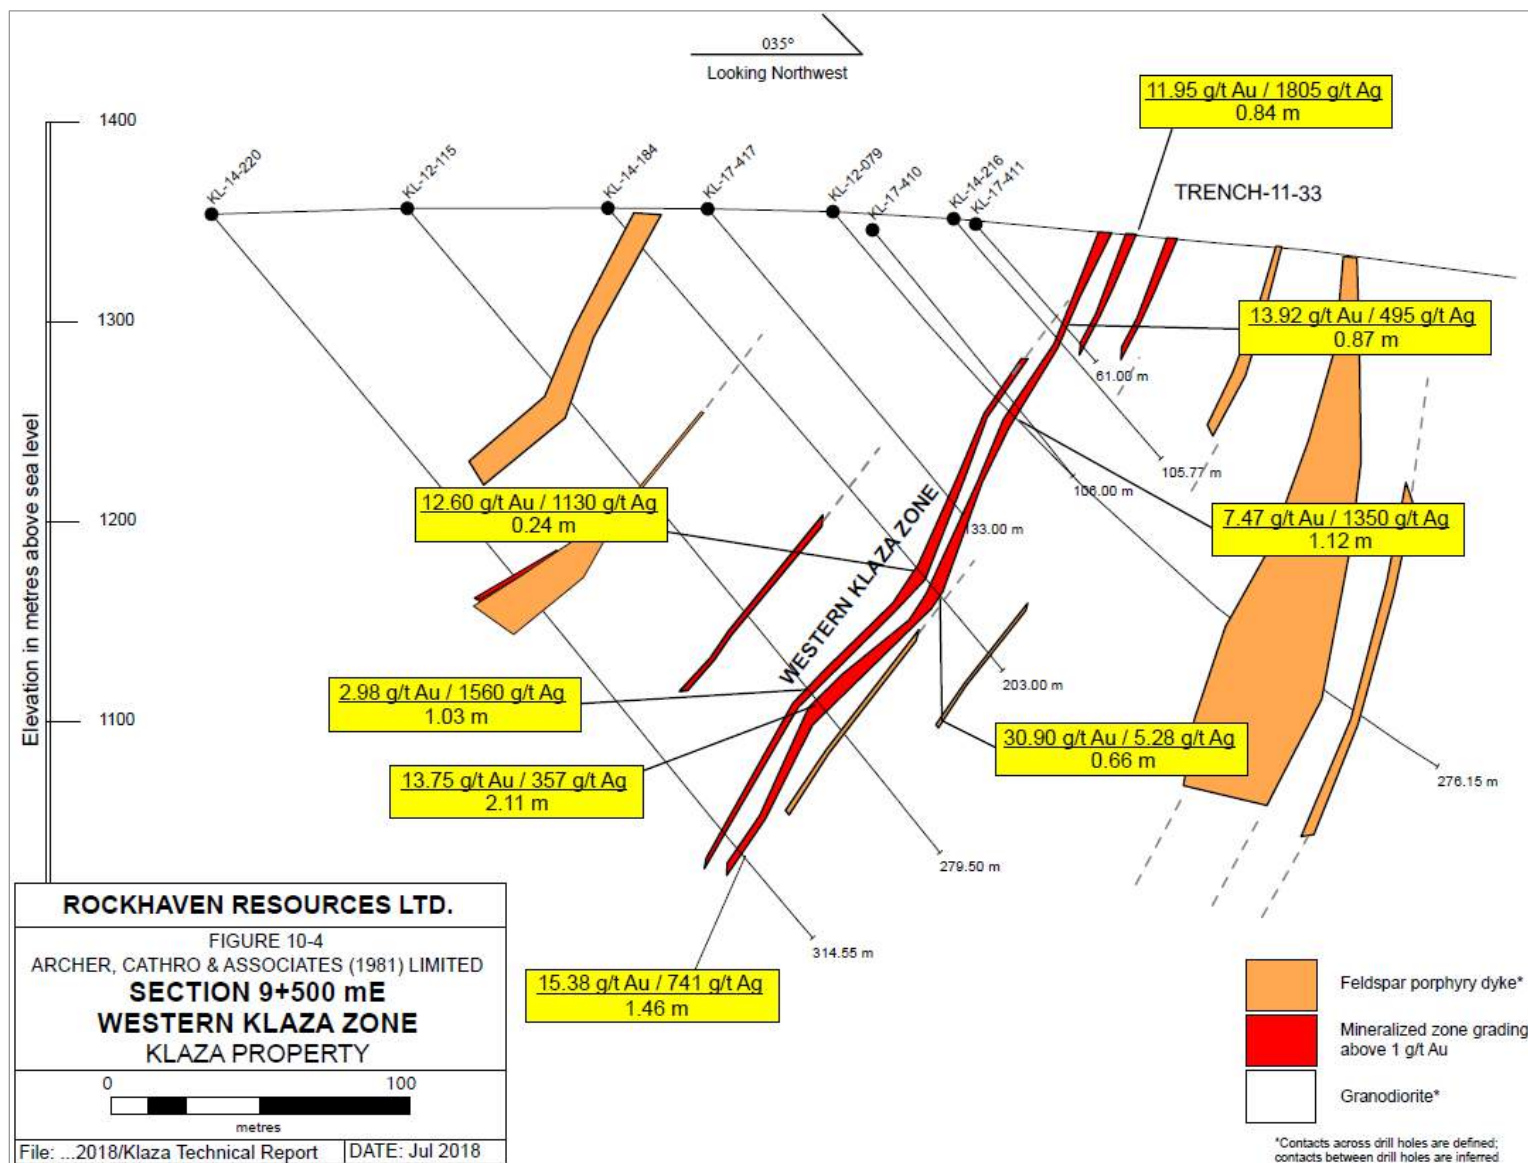 035°
Looking Northwest
11.95 g/t Au / 1805 g/t Ag
0.84 m
1400
KL-14-220
KL-12-115
KL-14-184
KL-17-417
KL-12-079
KL-17-410
KL-14-216
KL-17-411
TRENCH-11-33
1300
13.92 g/t Au / 495 g/t Ag
0.87 m
61.00 m
105.77 m
106.00 m
12.60 g/t Au / 1130 g/t Ag
0.24 m
7.47 g/t Au / 1350 g/t Ag
1.12 m
1200
133.00 m
WESTERN KLAZA ZONE
Elevation in metres above sea level
203.00 m
2.98 g/t Au / 1560 g/t Ag
1.03 m
1100
30.90 g/t Au / 5.28 g/t Ag
0.66 m
13.75 g/t Au / 357 g/t Ag
2.11 m
276.15 m
279.50 m
314.55 m
15.38 g/t Au / 741 g/t Ag
1.46 m
ROCKHAVEN RESOURCES LTD.
FIGURE 10-4
ARCHER, CATHRO & ASSOCIATES (1981) LIMITED
SECTION 9+500 mE
WESTERN KLAZA ZONE
KLAZA PROPERTY
0 100
metres
File: ...2018/Klaza Technical Report DATE: Jul 2018
Feldspar porphyry dyke*
Mineralized zone grading
above 1 g/t Au
Granodiorite*
*Contacts across drill holes are defined;
contacts between drill holes are inferred